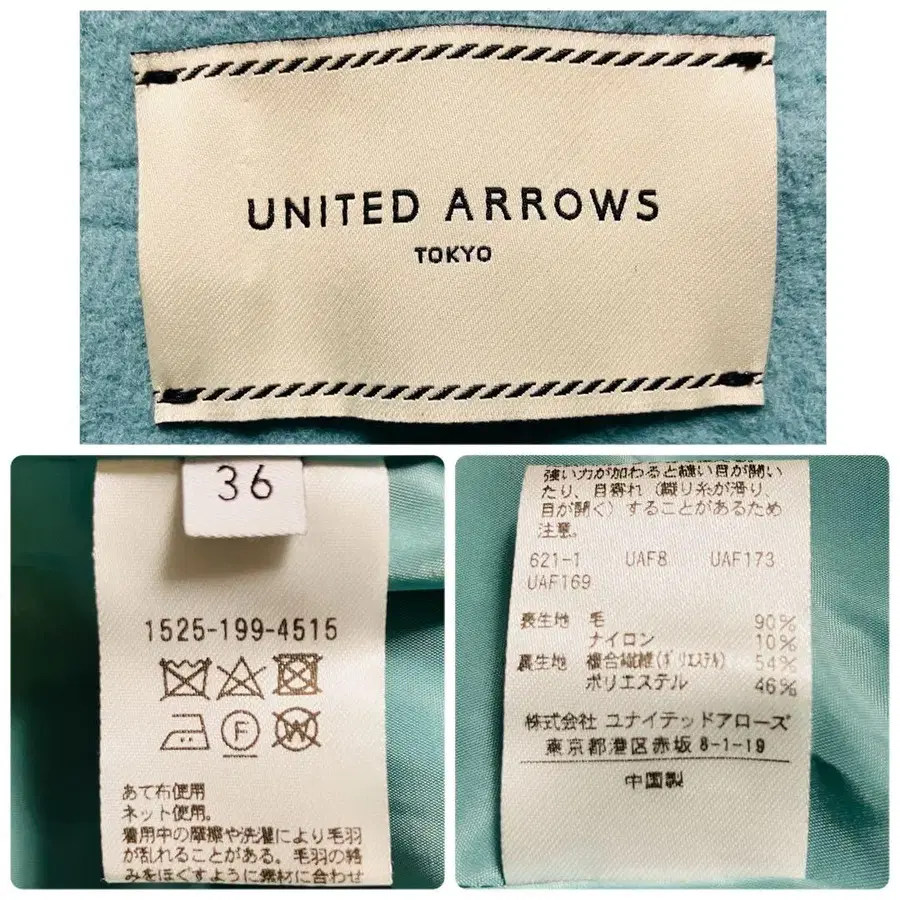 UNITED ARROWS
TOKYO
36
1525-199-4515
F
W
あて布使用
ネット使用。
着用中の摩擦や洗濯により毛羽
が乱れることがある。毛羽の絡
みをほぐすように素材に合わせ
強い力が加わると縫い目が開い
たり、目寄れ（織り糸が滑り、
目が開く）することがあるため
注意。
621-1 UAF8 UAF173
UAF169
表生地 毛 90%
ナイロン 10%
裏生地 複合繊維(ﾎﾟﾘｴｽﾃﾙ) 54%
ポリエステル 46%
株式会社 ユナイテッドアローズ
東京都港区赤坂 8-1-19
中国製